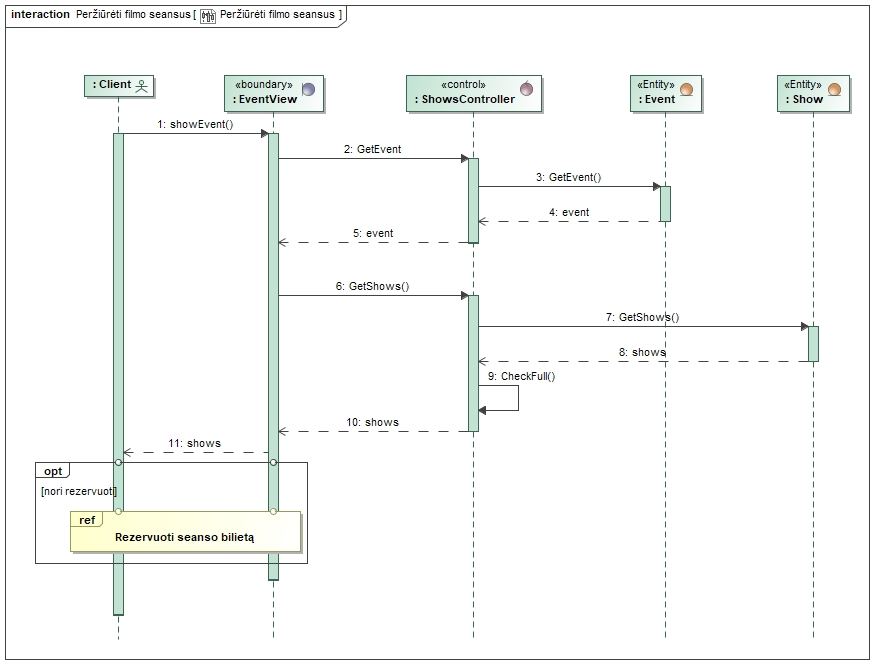 interaction Peržiūrėti filmo seansus [ Peržiūrėti filmo seansus ]
: Client
«boundary»
: EventView
«control»
: ShowsController
«Entity»
: Event
«Entity»
: Show
1: showEvent()
2: GetEvent
3: GetEvent()
4: event
5: event
6: GetShows()
7: GetShows()
8: shows
9: CheckFull()
10: shows
11: shows
opt
[nori rezervuoti]
ref
Rezervuoti seanso bilietą